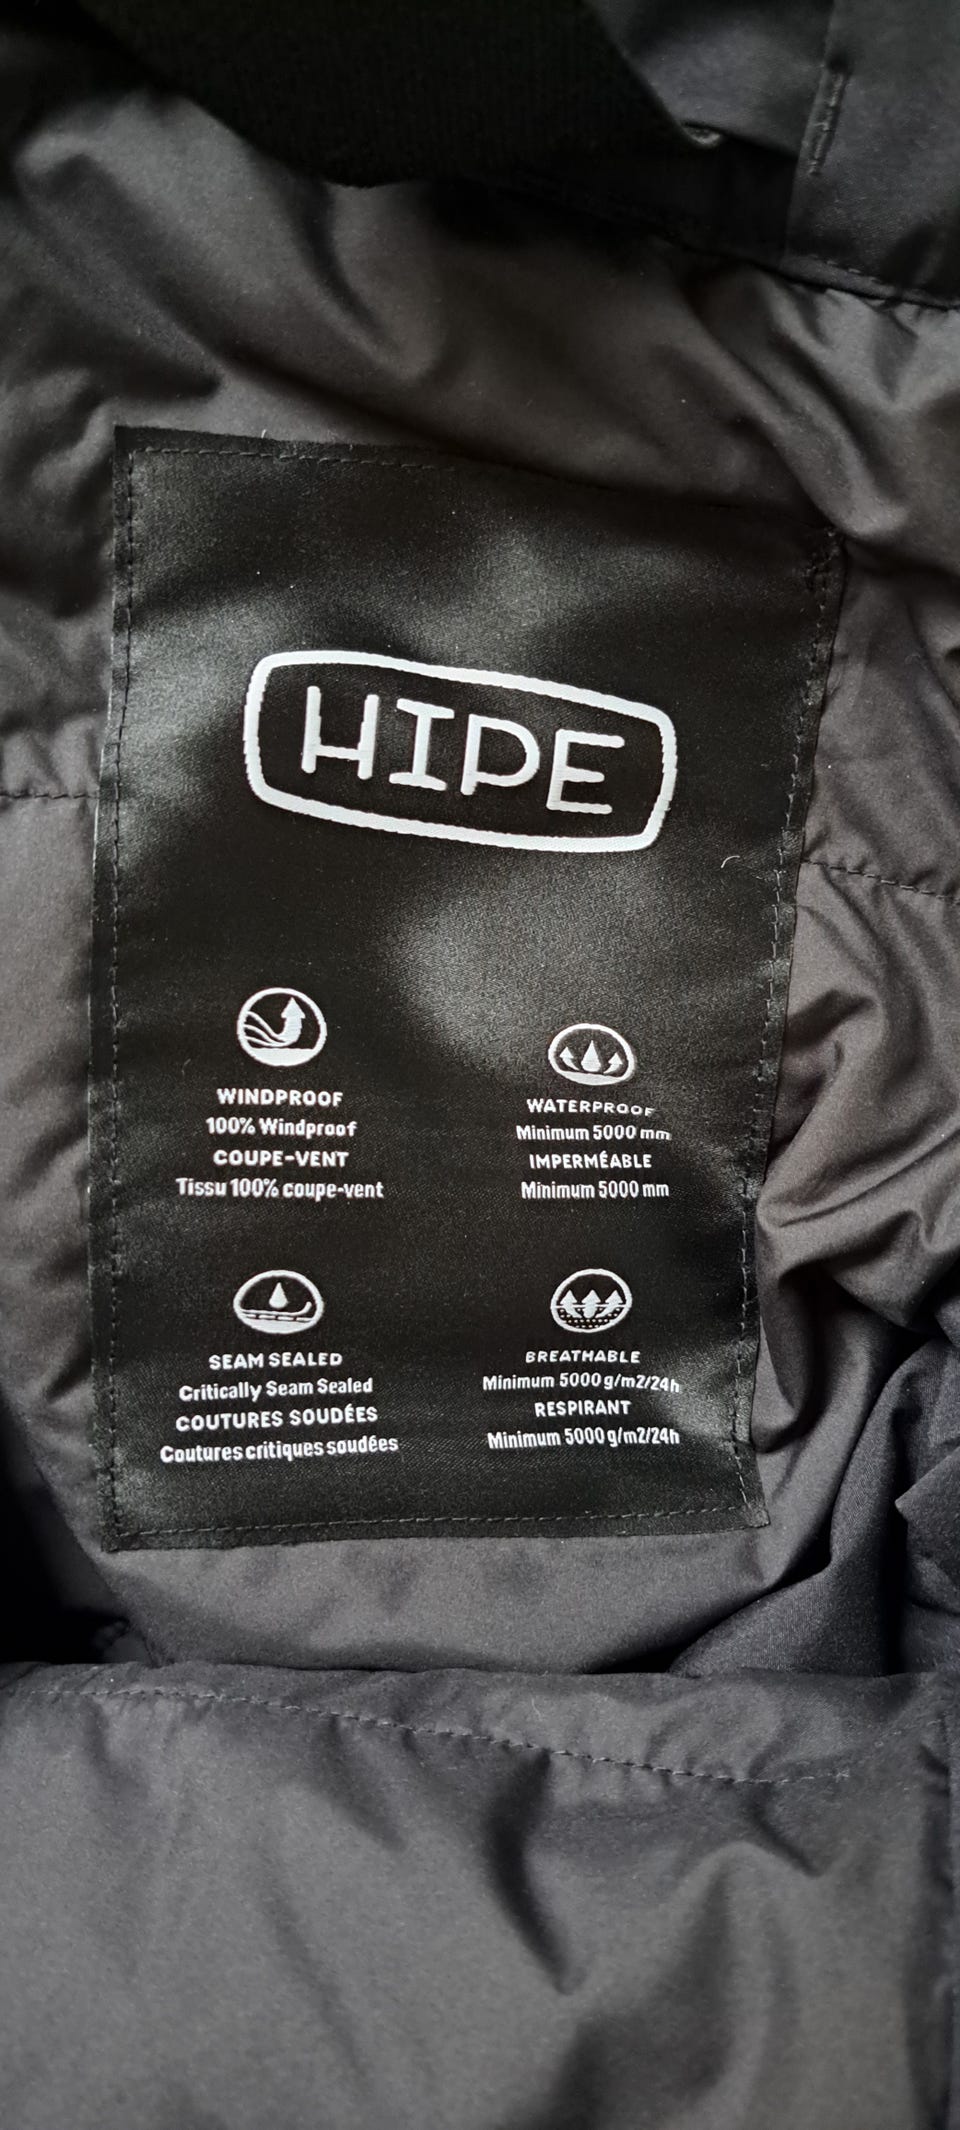 HIPE
WINDPROOF
100% Windproof
COUPE-VENT
Tissu 100% coupe-vent
WATERPROOF
Minimum 5000 mm
IMPERMÉABLE
Minimum 5000 mm
SEAM SEALED
Critically Seam Sealed
COUTURES SOUDÉES
Coutures critiques soudées
BREATHABLE
Minimum 5000 g/m2/24h
RESPIRANT
Minimum 5000 g/m2/24h